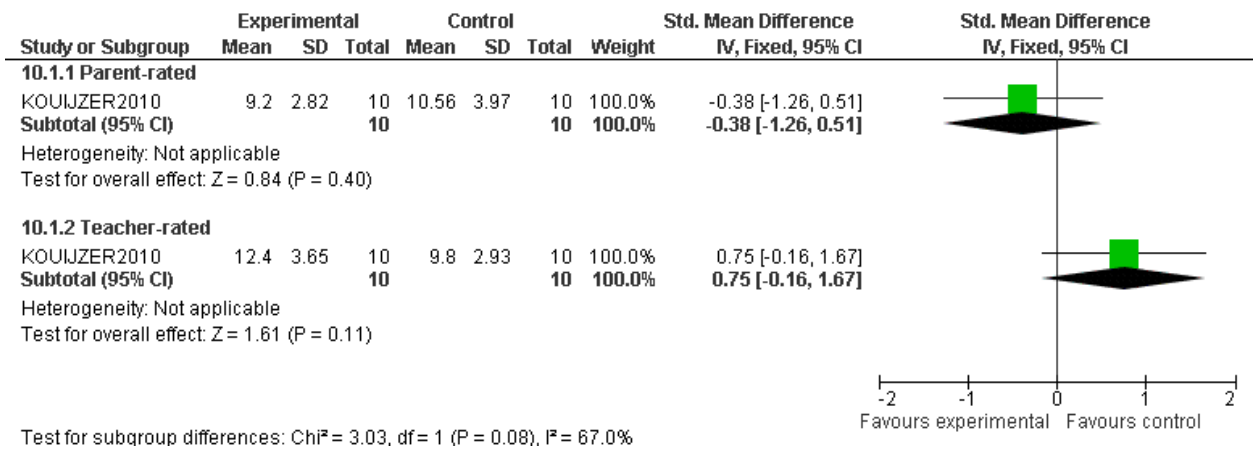 Experimental Control Std. Mean Difference Std. Mean Difference
Study or Subgroup Mean SD Total Mean SD Total Weight IV, Fixed, 95% CI IV, Fixed, 95% CI
10.1.1 Parent-rated
KOUIJZER2010 9.2 2.82 10 10.56 3.97 10 100.0% -0.38 [-1.26, 0.51]
Subtotal (95% CI) 10 10 100.0% -0.38 [-1.26, 0.51]
Heterogeneity: Not applicable
Test for overall effect: Z = 0.84 (P = 0.40)
10.1.2 Teacher-rated
KOUIJZER2010 12.4 3.65 10 9.8 2.93 10 100.0% 0.75 [-0.16, 1.67]
Subtotal (95% CI) 10 10 100.0% 0.75 [-0.16, 1.67]
Heterogeneity: Not applicable
Test for overall effect: Z = 1.61 (P = 0.11)
-2 -1 0 1 2
Favours experimental Favours control
Test for subgroup differences: Chi² = 3.03, df = 1 (P = 0.08), I² = 67.0%